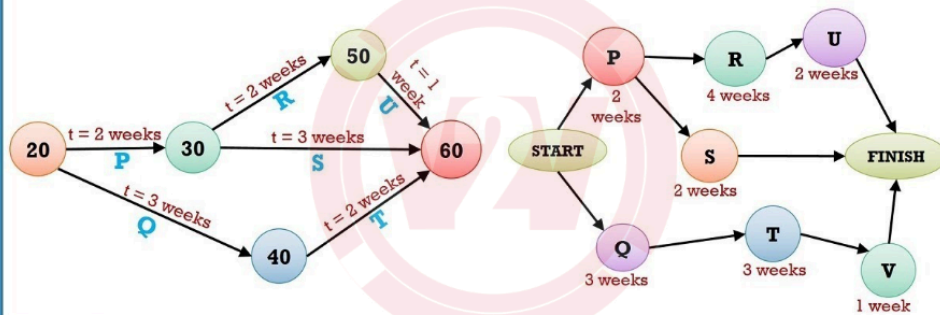 20
t = 2 weeks
P
30
t = 2 weeks
R
50
t = 1
week
U
t = 3 weeks
S
60
t = 3 weeks
Q
40
t = 2 weeks
T
START
P
2
weeks
R
4 weeks
U
2 weeks
S
2 weeks
FINISH
Q
3 weeks
T
3 weeks
V
1 week
V2V